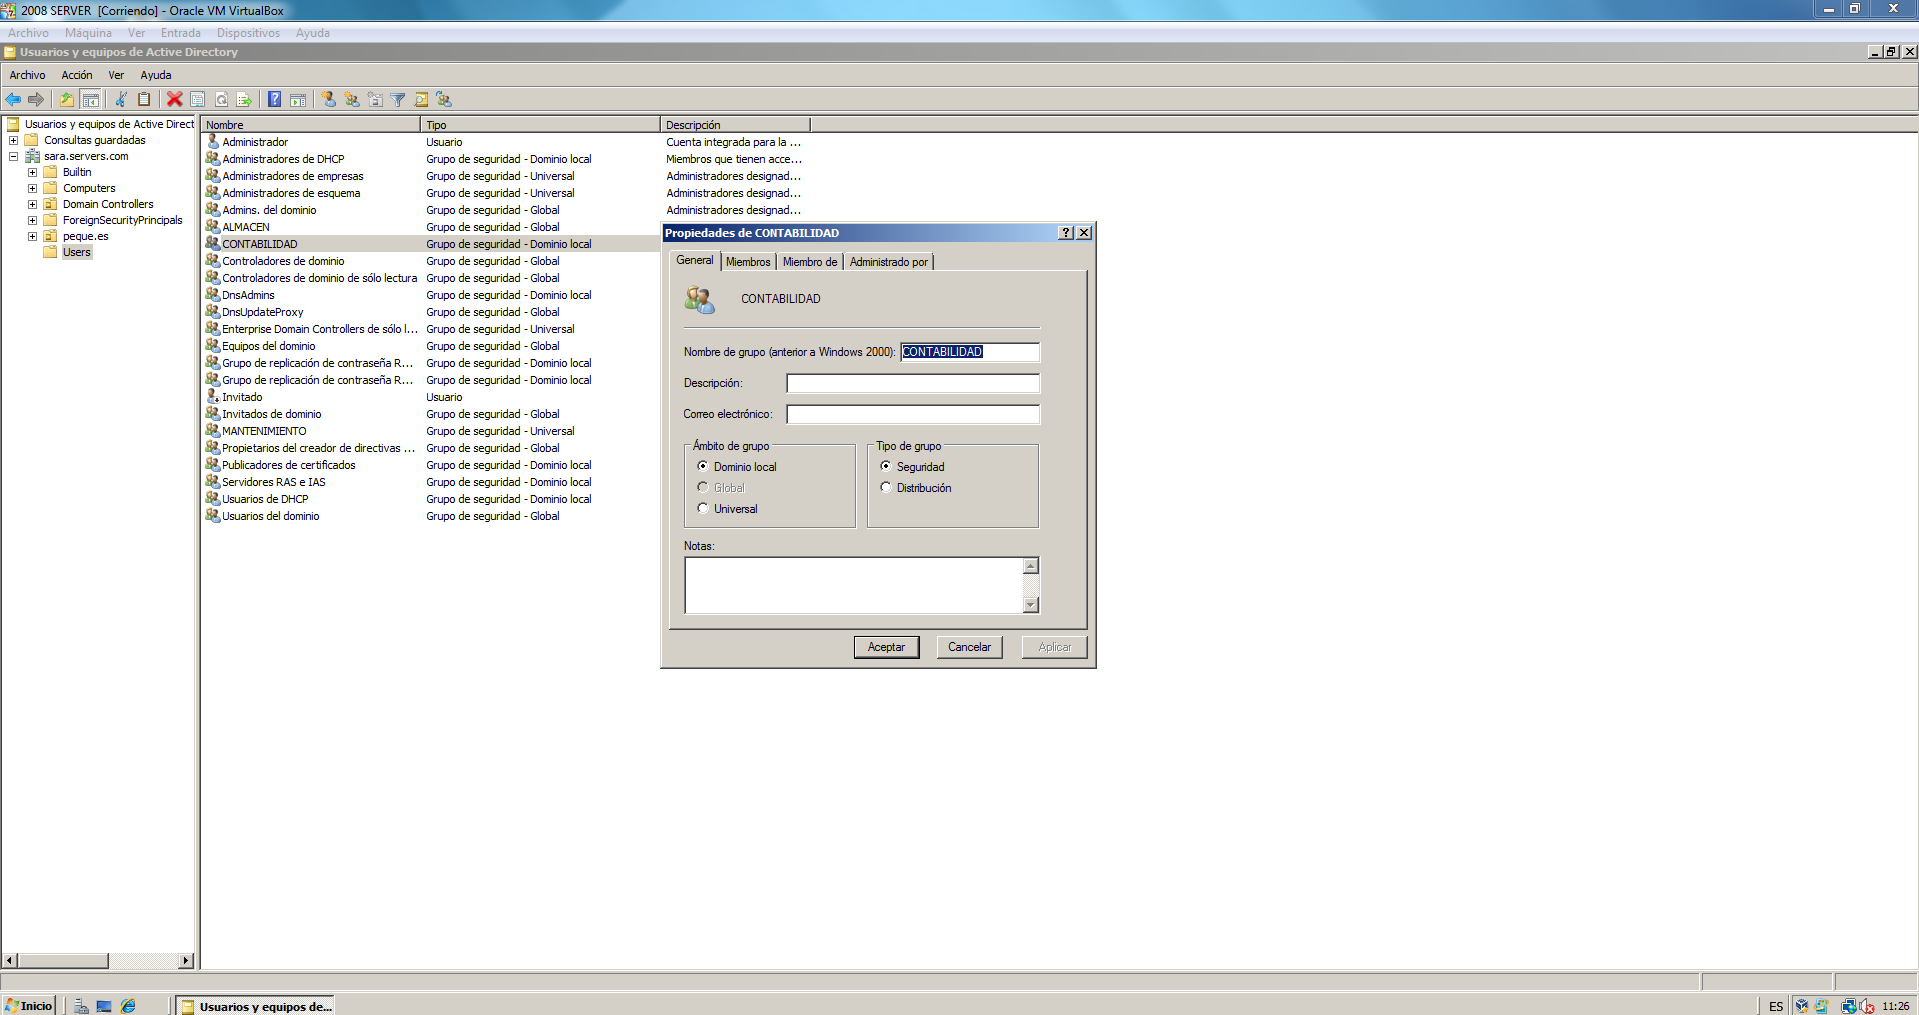 2008 SERVER  [Corriendo] - Oracle VM VirtualBox
Archivo Máquina Ver Entrada Dispositivos Ayuda
Usuarios y equipos de Active Directory
Archivo Acción Ver Ayuda
Usuarios y equipos de Active Direct
Consultas guardadas
sara.servers.com
Builtin
Computers
Domain Controllers
ForeignSecurityPrincipals
peque.es
Users
Nombre Tipo Descripción
Administrador Usuario Cuenta integrada para la ...
Administradores de DHCP Grupo de seguridad - Dominio local Miembros que tienen acce...
Administradores de empresas Grupo de seguridad - Universal Administradores designad...
Administradores de esquema Grupo de seguridad - Universal Administradores designad...
Admins. del dominio Grupo de seguridad - Global Administradores designad...
ALMACEN Grupo de seguridad - Global
CONTABILIDAD Grupo de seguridad - Dominio local
Controladores de dominio Grupo de seguridad - Global
Controladores de dominio de sólo lectura Grupo de seguridad - Global
DnsAdmins Grupo de seguridad - Dominio local
DnsUpdateProxy Grupo de seguridad - Global
Enterprise Domain Controllers de sólo l... Grupo de seguridad - Universal
Equipos del dominio Grupo de seguridad - Global
Grupo de replicación de contraseña R... Grupo de seguridad - Dominio local
Grupo de replicación de contraseña R... Grupo de seguridad - Dominio local
Invitado Usuario
Invitados de dominio Grupo de seguridad - Global
MANTENIMIENTO Grupo de seguridad - Universal
Propietarios del creador de directivas ... Grupo de seguridad - Global
Publicadores de certificados Grupo de seguridad - Dominio local
Servidores RAS e IAS Grupo de seguridad - Dominio local
Usuarios de DHCP Grupo de seguridad - Dominio local
Usuarios del dominio Grupo de seguridad - Global
Propiedades de CONTABILIDAD
General Miembros Miembro de Administrado por
CONTABILIDAD
Nombre de grupo (anterior a Windows 2000): CONTABILIDAD
Descripción:
Correo electrónico:
Ámbito de grupo
Dominio local
Global
Universal
Tipo de grupo
Seguridad
Distribución
Notas:
Aceptar Cancelar Aplicar
Inicio Usuarios y equipos de... ES 11:26